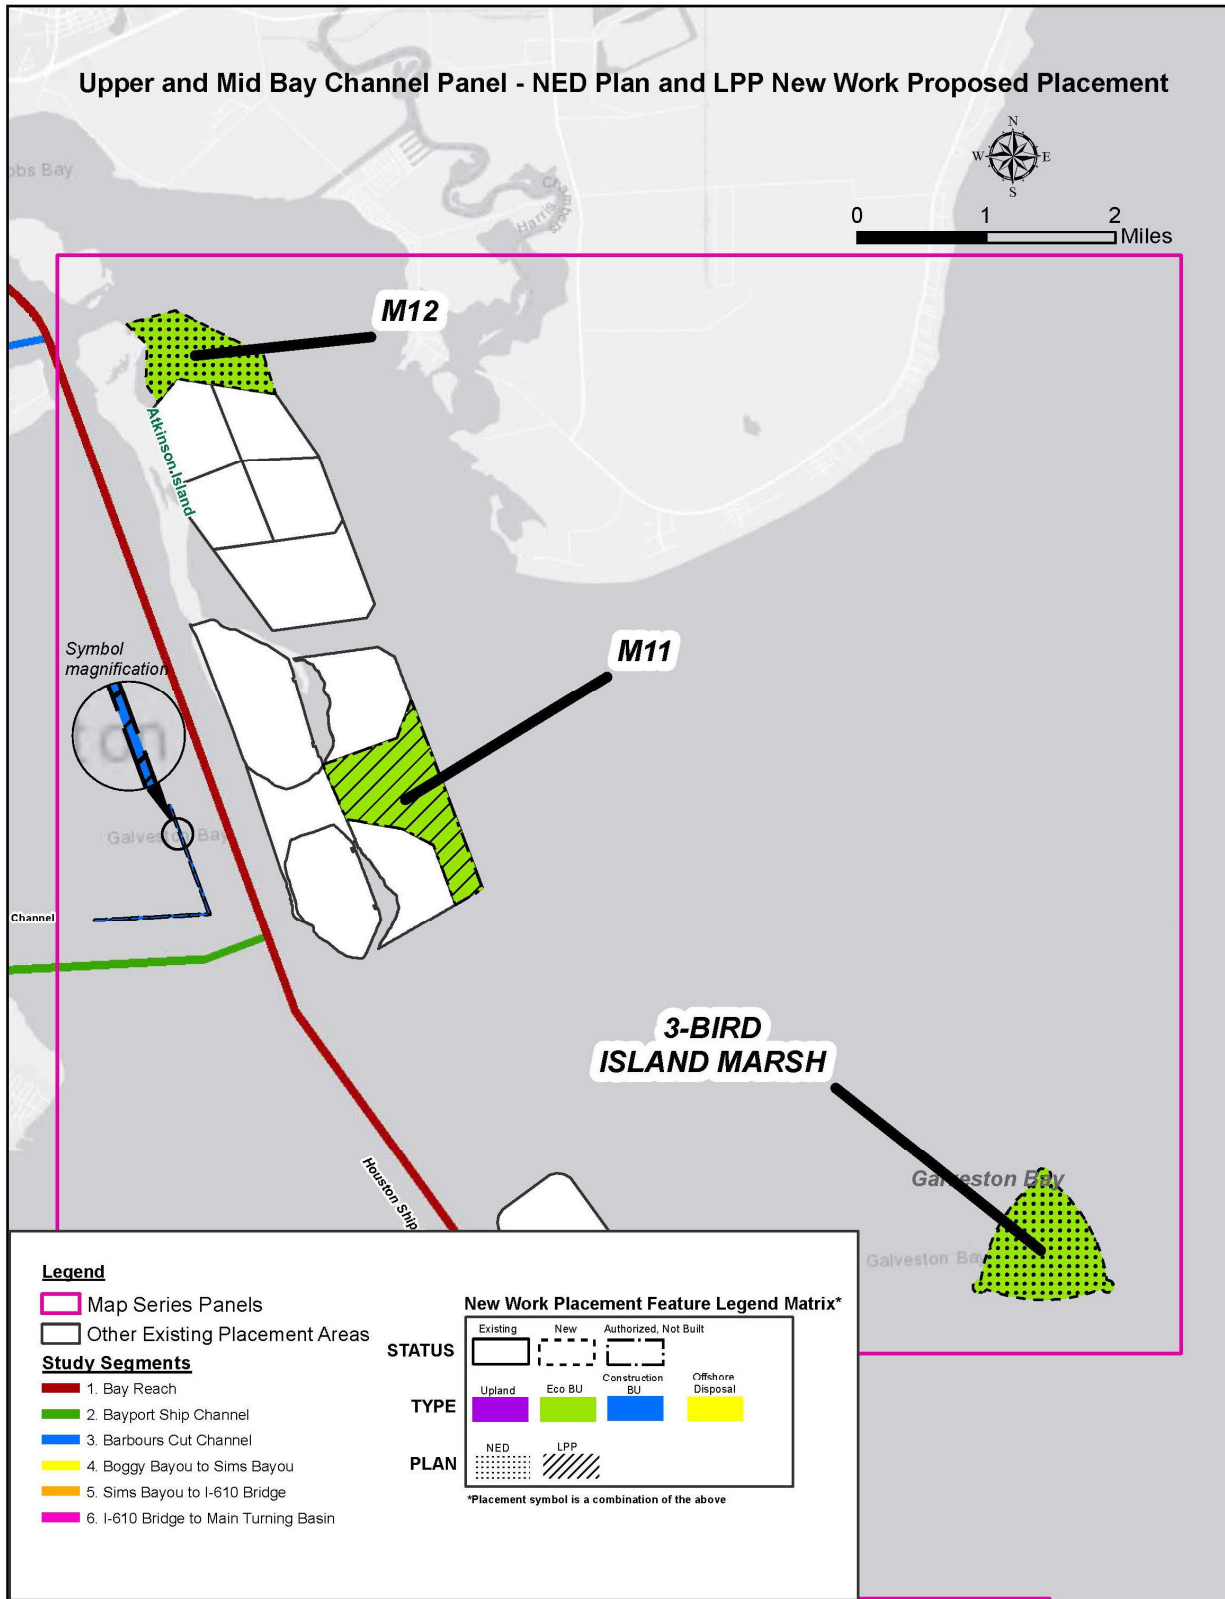 Upper and Mid Bay Channel Panel - NED Plan and LPP New Work Proposed Placement
N
W E
S
obs Bay
Harris
Chambers
0 1 2
Miles
M12
Atkinson Island
M11
Symbol
magnification
ton
Galveston Bay
Channel
3-BIRD
ISLAND MARSH
Houston Ship
Galveston Bay
Galveston Bay
Legend
Map Series Panels
Other Existing Placement Areas
Study Segments
1. Bay Reach
2. Bayport Ship Channel
3. Barbours Cut Channel
4. Boggy Bayou to Sims Bayou
5. Sims Bayou to I-610 Bridge
6. I-610 Bridge to Main Turning Basin
New Work Placement Feature Legend Matrix*
STATUS
Existing New Authorized, Not Built
TYPE
Upland Eco BU Construction BU Offshore Disposal
PLAN
NED LPP
*Placement symbol is a combination of the above